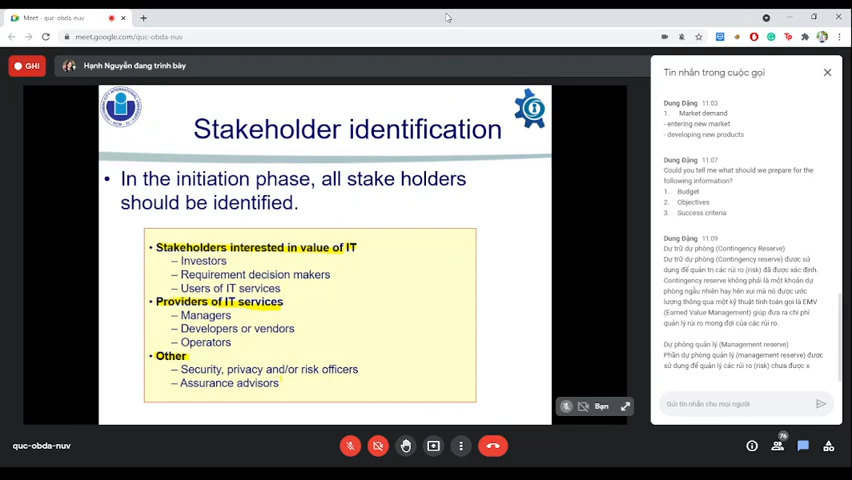 Meet - quc-obda-nuv
meet.google.com/quc-obda-nuv
GHI
Hạnh Nguyễn đang trình bày
Stakeholder identification
• In the initiation phase, all stake holders
should be identified.
• Stakeholders interested in value of IT
– Investors
– Requirement decision makers
– Users of IT services
• Providers of IT services
– Managers
– Developers or vendors
– Operators
• Other
– Security, privacy and/or risk officers
– Assurance advisors
Bạn
Tin nhắn trong cuộc gọi
Dung Đặng 11:03
1. Market demand
- entering new market
- developing new products
Dung Đặng 11:07
Could you tell me what should we prepare for the
following information?
1. Budget
2. Objectives
3. Success criteria
Dung Đặng 11:09
Dự trữ dự phòng (Contingency Reserve)
Dự phòng (Contingency reserve) được sử
dụng để quản trị các rủi ro (risk) đã được xác định.
Contingency reserve không phải là một khoản dự
phòng ngẫu nhiên hay hên xui mà nó được ước
lượng thông qua một kỹ thuật tính toán gọi là EMV
(Earned Value Management) giúp đưa ra chi phí
quản lý rủi ro mong đợi của các rủi ro.
Dự phòng quản lý (Management reserve)
Phần dự phòng quản lý (management reserve) được
sử dụng để quản lý các rủi ro (risk) chưa được x
Gửi tin nhắn cho mọi người
quc-obda-nuv
76